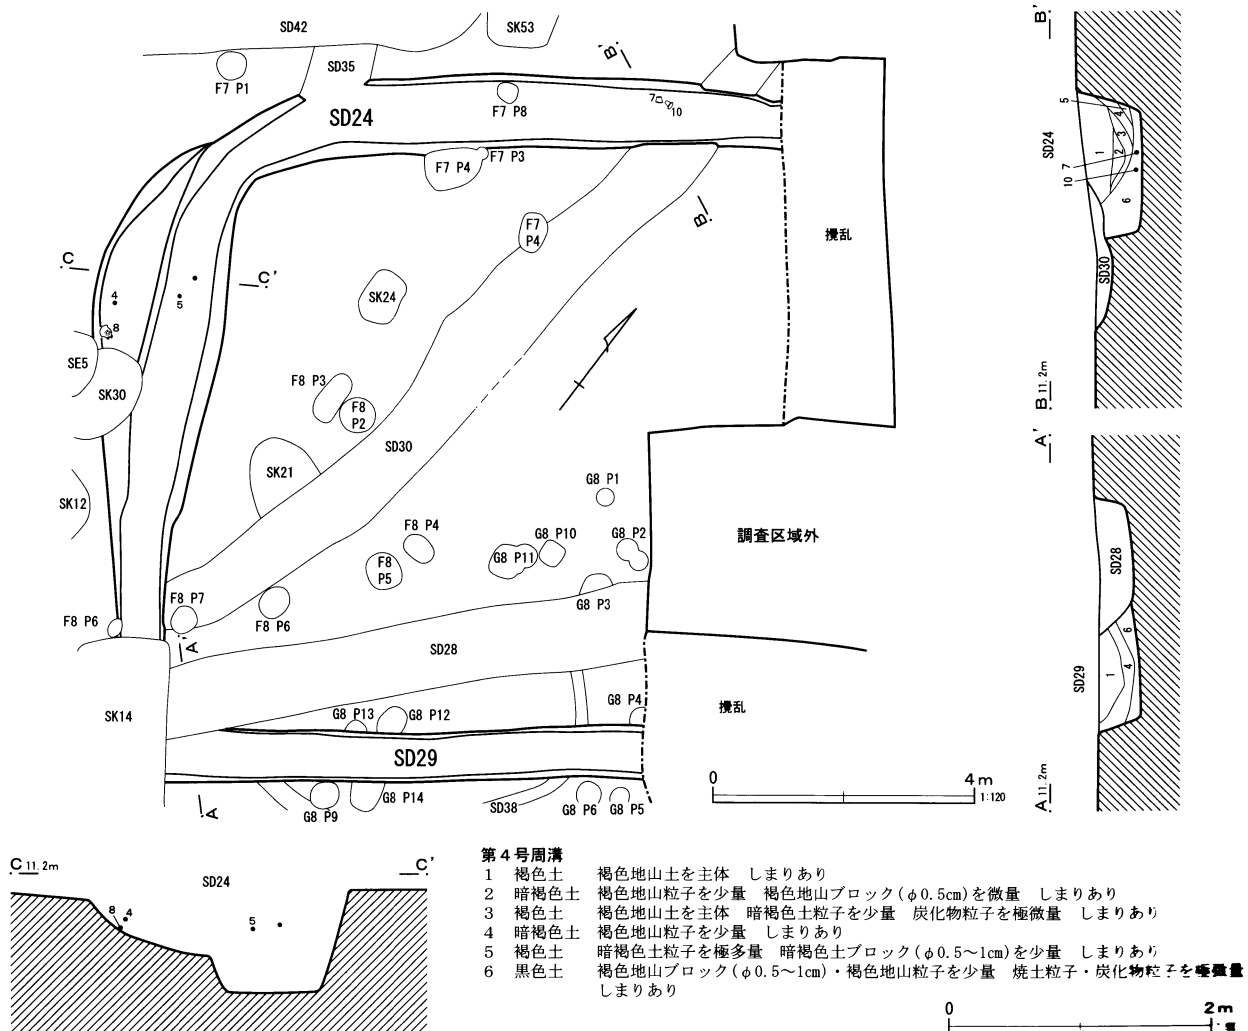 SD42
SK53
B'
B'
SD35
F7 P1
F7 P8
7
10
SD24
F7 P4
F7 P3
5
4
3
2
1
7
10
6
SD24
B
F7
P4
攪乱
C
C'
4
5
8
SK24
SD30
SE5
SK30
F8 P3
F8
P2
B 11.2m
SD30
A'
SK21
SK12
G8 P1
F8 P4
G8 P10
G8 P2
G8 P11
調査区域外
F8
P5
SD28
F8 P7
G8 P3
F8 P6
F8 P6
A'
SD28
6
4
1
SD29
SK14
G8 P4
G8 P13
G8 P12
攪乱
SD29
0
4m
1:120
G8 P14
SD38
G8 P9
G8 P6
G8 P5
A
A 11.2m
C 11.2m
C'
SD24
8
4
5
第4号周溝
1 褐色土 褐色地山土を主体 しまりあり
2 暗褐色土 褐色地山粒子を少量 褐色地山ブロック(φ0.5cm)を微量 しまりあり
3 褐色土 褐色地山土を主体 暗褐色土粒子を少量 炭化物粒子を極微量 しまりあり
4 暗褐色土 褐色地山粒子を少量 しまりあり
5 褐色土 暗褐色土粒子を極多量 暗褐色土ブロック(φ0.5～1cm)を少量 しまりあり
6 黒色土 褐色地山ブロック(φ0.5～1cm)・褐色地山粒子を少量 焼土粒子・炭化物粒子を極微量
しまりあり
0
2m